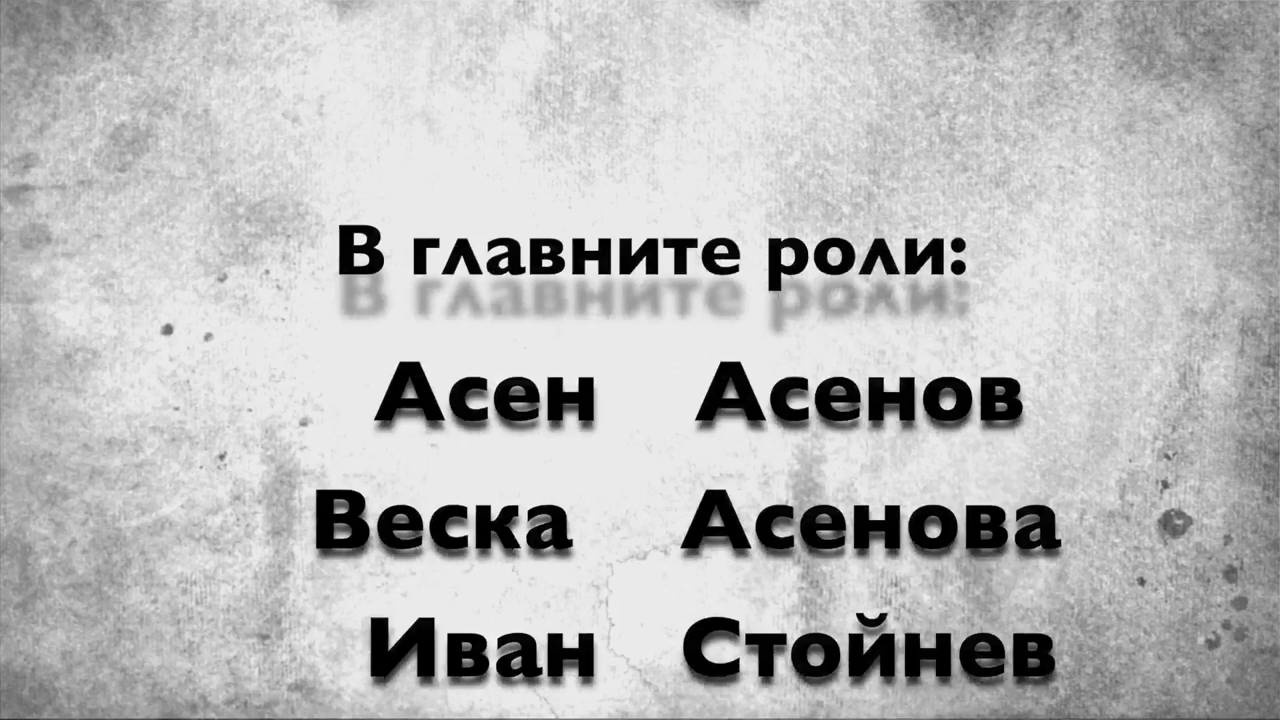 В главните роли:
Асен Асенов
Веска Асенова
Иван Стойнев